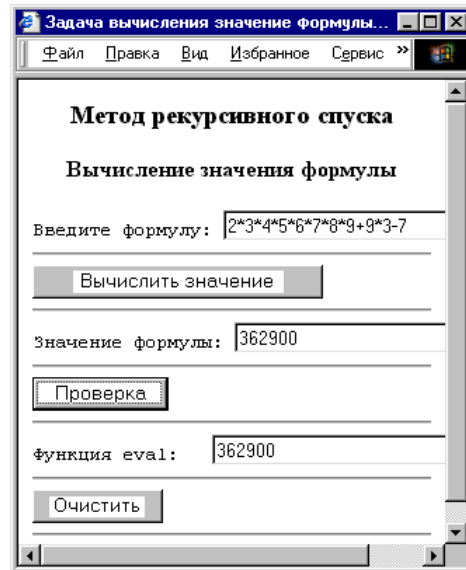 Задача вычисления значение формулы...
Файл Правка Вид Избранное Сервис »
Метод рекурсивного спуска
Вычисление значения формулы
Введите формулу: 2*3*4*5*6*7*8*9+9*3-7
Вычислить значение
Значение формулы: 362900
Проверка
Функция eval: 362900
Очистить